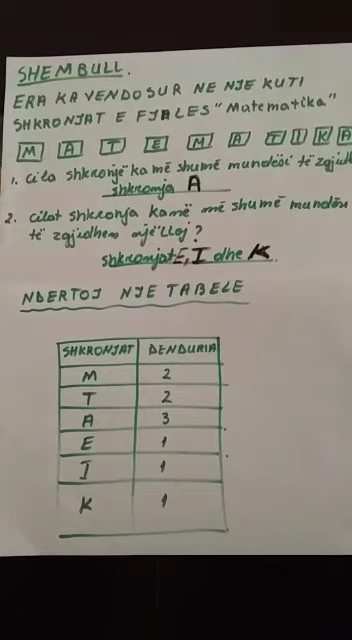 SHEMBULL.
ERA KA VENDOSUR NE NJE KUTI
SHKRONJAT E FJALES "Matematika"
M A T E M A T I K A
1. Cila shkronjë ka më shumë mundësi të zgjidhet
shkronja A
2. Cilat shkronja kanë më shumë mundësi
të zgjidhen njëlloj?
shkronjat E, I dhe K.
NDERTOJ NJE TABELE
SHKRONJAT DENDURIA
M 2
T 2
A 3
E 1
I 1
K 1